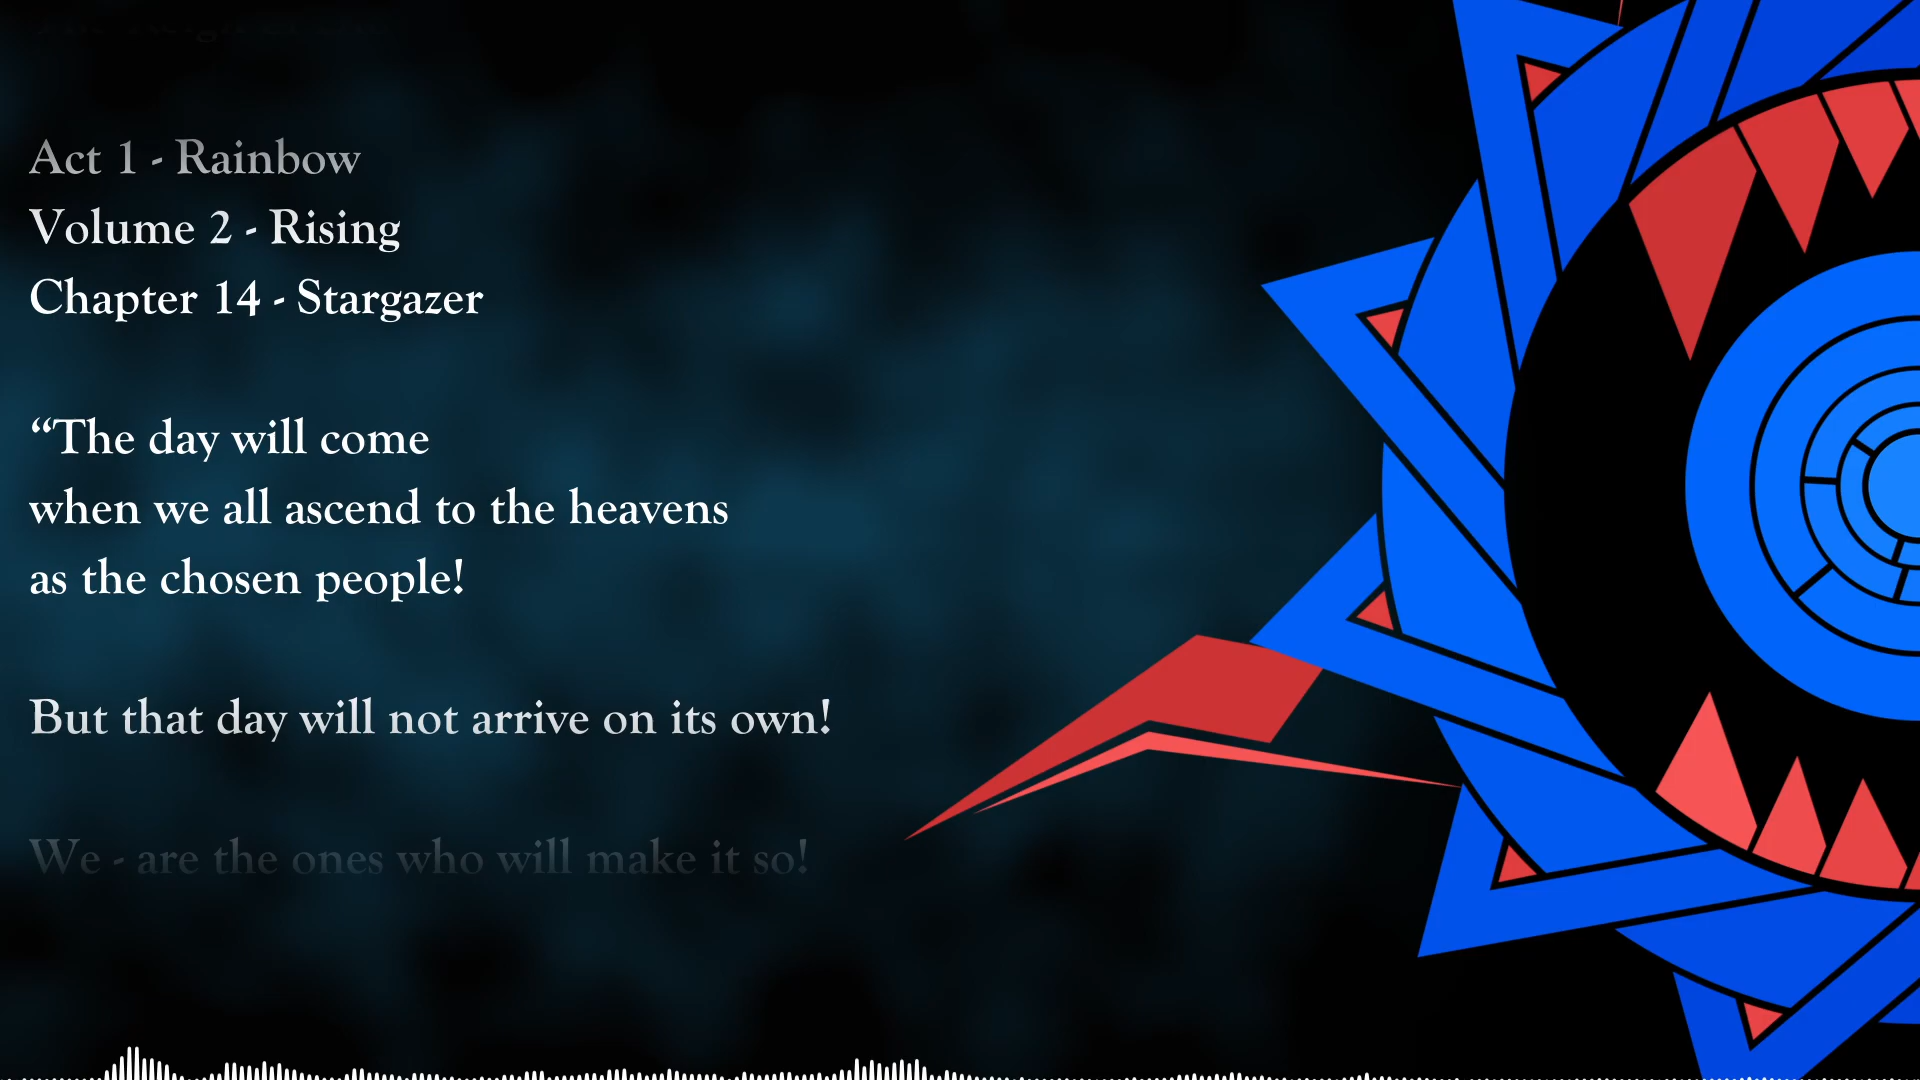 Act 1 - Rainbow
Volume 2 - Rising
Chapter 14 - Stargazer
“The day will come
when we all ascend to the heavens
as the chosen people!
But that day will not arrive on its own!
We - are the ones who will make it so!